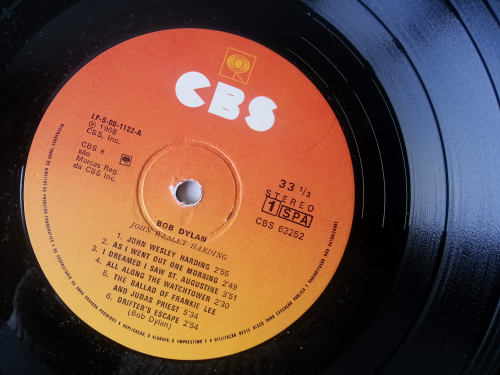 CBS
LP-S-00-1122-A
℗ 1968
CBS, Inc.
CBS e
são
Marcas Reg.
da CBS Inc.
33 1/3
STEREO
1 SPA
CBS 63252
BOB DYLAN
JOHN WESLEY HARDING
1. JOHN WESLEY HARDING 2'55
2. AS I WENT OUT ONE MORNING 2'49
3. I DREAMED I SAW ST. AUGUSTINE 3'51
4. ALL ALONG THE WATCHTOWER 2'30
5. THE BALLAD OF FRANKIE LEE
AND JUDAS PRIEST 5'34
6. DRIFTER'S ESCAPE 2'54
(Bob Dylan)